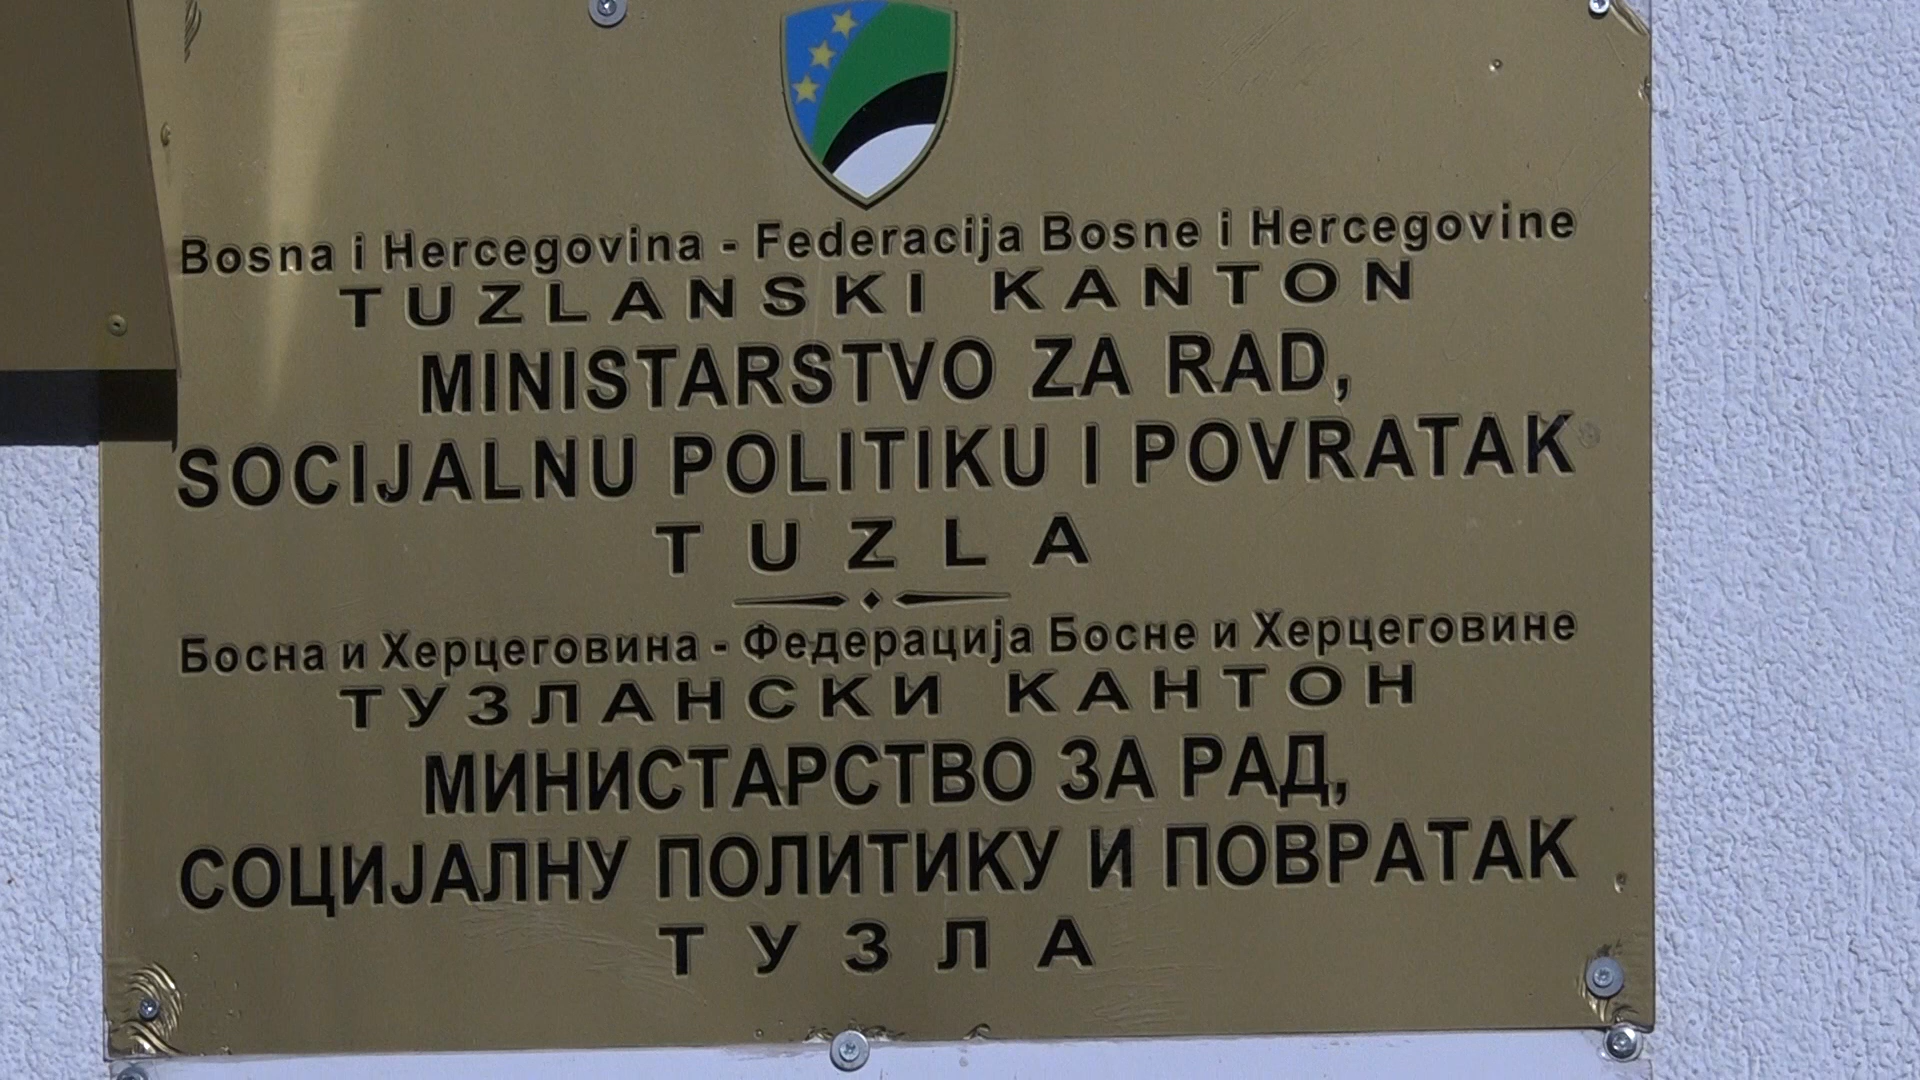 Bosna i Hercegovina - Federacija Bosne i Hercegovine
TUZLANSKI KANTON
MINISTARSTVO ZA RAD,
SOCIJALNU POLITIKU I POVRATAK
TUZLA
Босна и Херцеговина - Федерација Босне и Херцеговине
ТУЗЛАНСКИ КАНТОН
МИНИСТАРСТВО ЗА РАД,
СОЦИЈАЛНУ ПОЛИТИКУ И ПОВРАТАК
ТУЗЛА